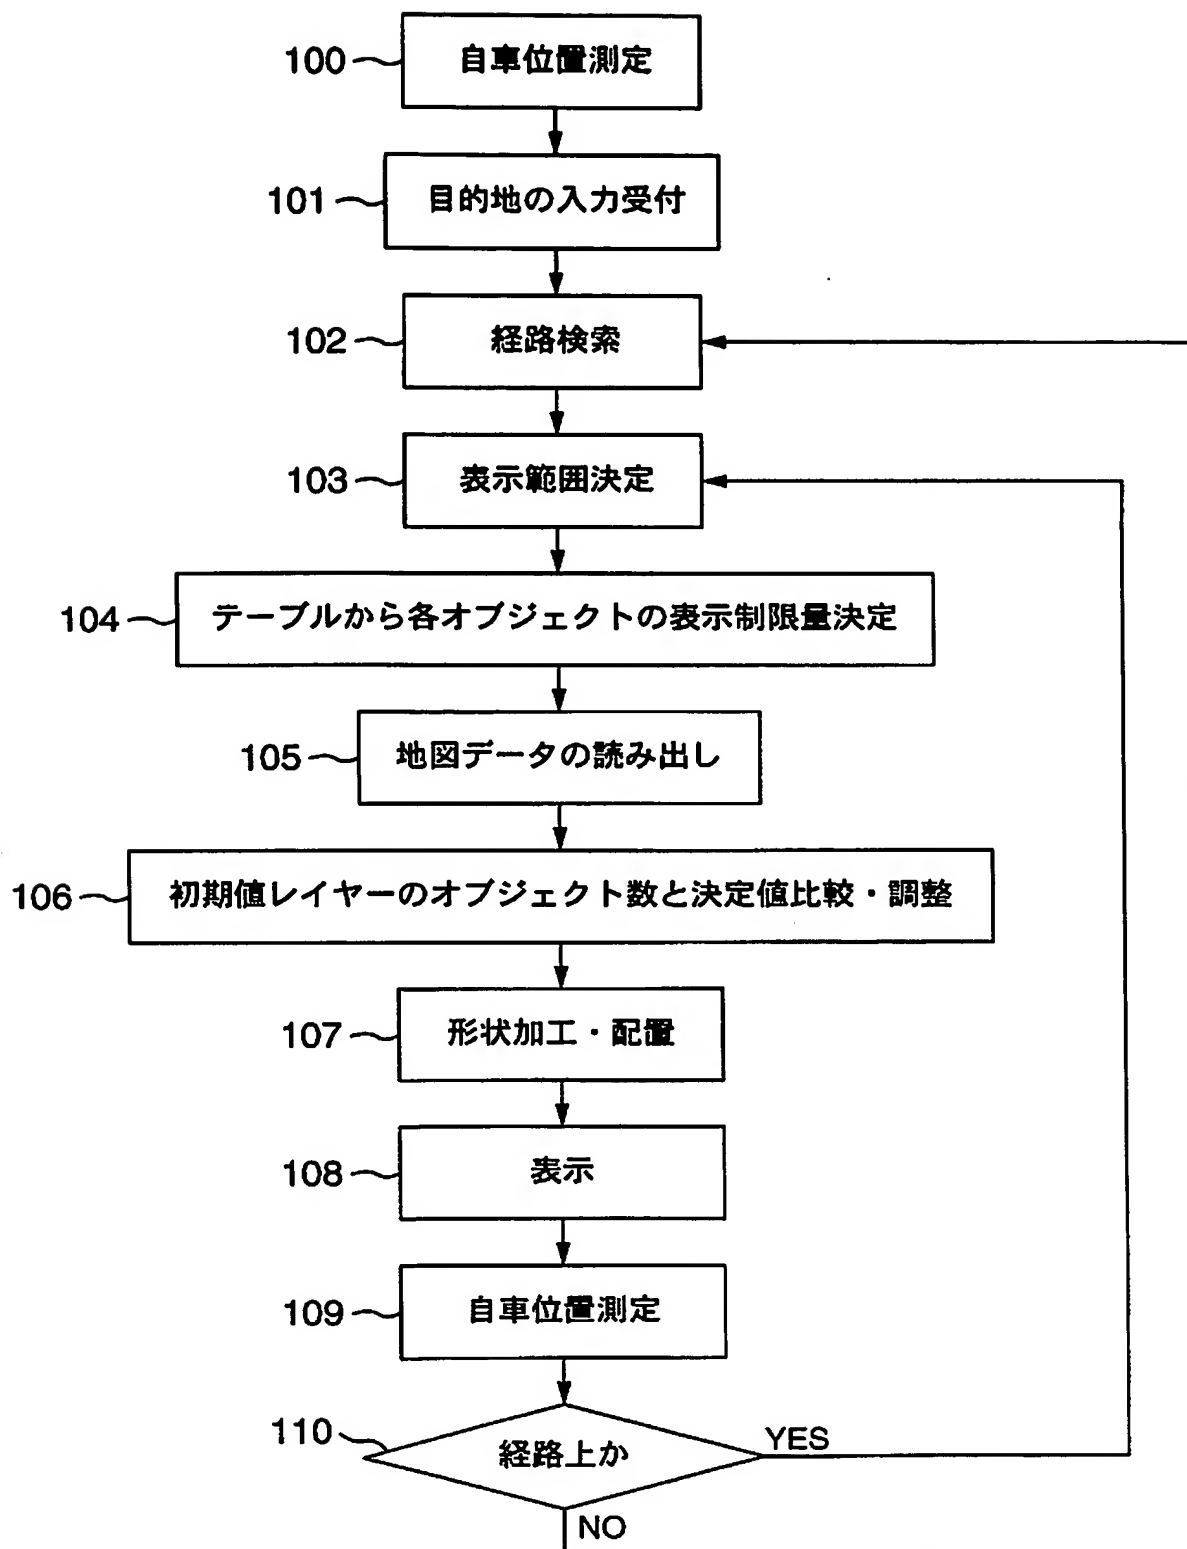 100 自車位置測定
101 目的地の入力受付
102 経路検索
103 表示範囲決定
104 テーブルから各オブジェクトの表示制限量決定
105 地図データの読み出し
106 初期値レイヤーのオブジェクト数と決定値比較・調整
107 形状加工・配置
108 表示
109 自車位置測定
110 経路上か YES
NO